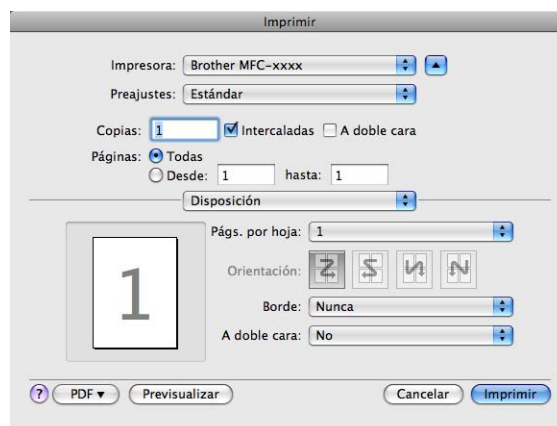 Imprimir
Impresora: Brother MFC-xxxx
Preajustes: Estándar
Copias: 1 Intercaladas A doble cara
Páginas: Todas
Desde: 1 hasta: 1
Disposición
Págs. por hoja: 1
1
Orientación:
Borde: Nunca
A doble cara: No
? PDF Previsualizar Cancelar Imprimir